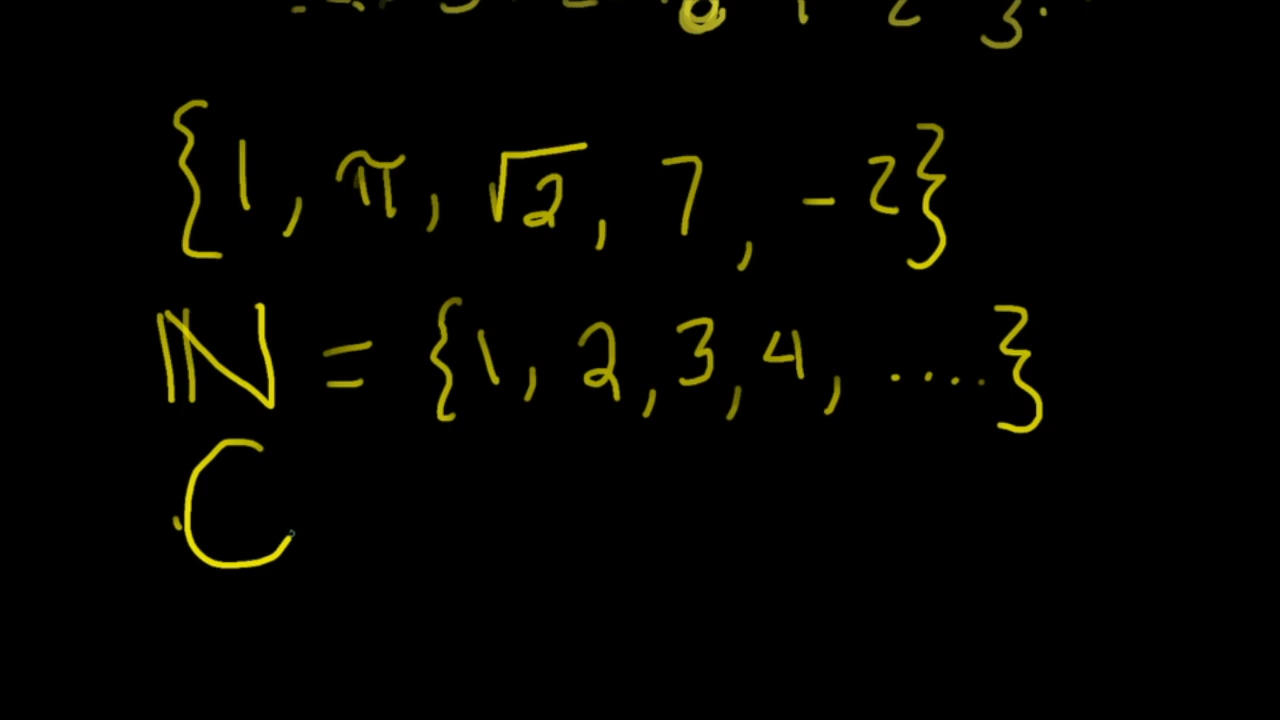 {1, π, √2, 7, -2}
ℕ = {1, 2, 3, 4, ....}
C